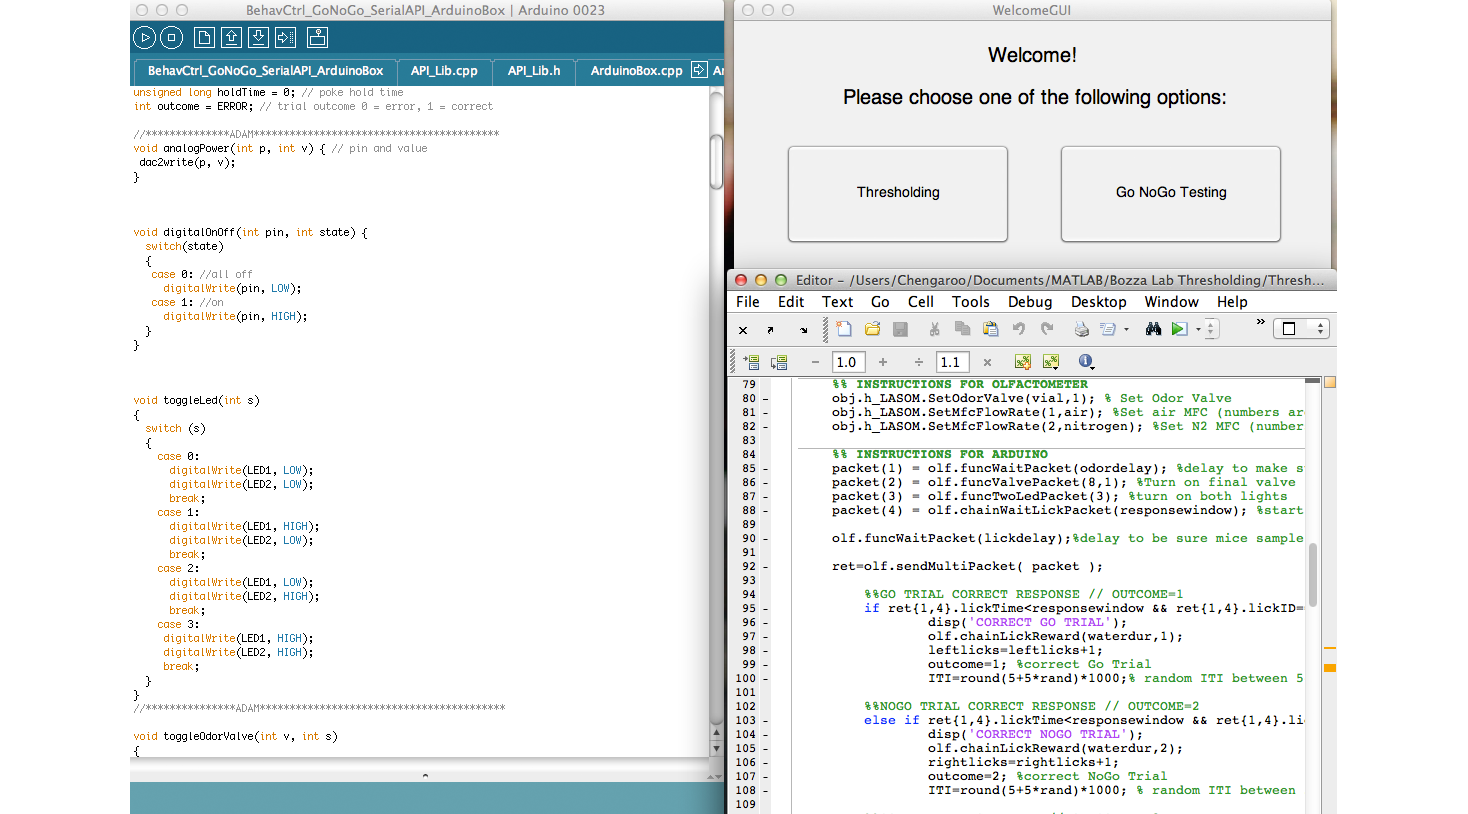 BehavCtrl_GoNoGo_SerialAPI_ArduinoBox | Arduino 0023
BehavCtrl_GoNoGo_SerialAPI_ArduinoBox API_Lib.cpp API_Lib.h ArduinoBox.cpp
unsigned long holdTime = 0; // poke hold time
int outcome = ERROR; // trial outcome 0 = error, 1 = correct
//**************ADAM*****************************************
void analogPower(int p, int v) { // pin and value
dac2write(p, v);
}
void digitalOnOff(int pin, int state) {
switch(state)
{
case 0: //all off
digitalWrite(pin, LOW);
case 1: //on
digitalWrite(pin, HIGH);
}
}
void toggleLed(int s)
{
switch (s)
{
case 0:
digitalWrite(LED1, LOW);
digitalWrite(LED2, LOW);
break;
case 1:
digitalWrite(LED1, HIGH);
digitalWrite(LED2, LOW);
break;
case 2:
digitalWrite(LED1, LOW);
digitalWrite(LED2, HIGH);
break;
case 3:
digitalWrite(LED1, HIGH);
digitalWrite(LED2, HIGH);
break;
}
}
//***************ADAM*****************************************
void toggleOdorValve(int v, int s)
{
WelcomeGUI
Welcome!
Please choose one of the following options:
Thresholding Go NoGo Testing
Editor - /Users/Chengaroo/Documents/MATLAB/Bozza Lab Thresholding/Thresh...
File Edit Text Go Cell Tools Debug Desktop Window Help
- 1.0 + ÷ 1.1 ×
79 %% INSTRUCTIONS FOR OLFACTOMETER
80 - obj.h_LASOM.SetOdorValve(vial,1); % Set Odor Valve
81 - obj.h_LASOM.SetMfcFlowRate(1,air); %Set air MFC (numbers ar
82 - obj.h_LASOM.SetMfcFlowRate(2,nitrogen); %Set N2 MFC (number
83
84 %% INSTRUCTIONS FOR ARDUINO
85 - packet(1) = olf.funcWaitPacket(odordelay); %delay to make s
86 - packet(2) = olf.funcValvePacket(8,1); %Turn on final valve
87 - packet(3) = olf.funcTwoLedPacket(3); %turn on both lights
88 - packet(4) = olf.chainWaitLickPacket(responsewindow); %start
89
90 - olf.funcWaitPacket(lickdelay);%delay to be sure mice sample
91
92 - ret=olf.sendMultiPacket( packet );
93
94 %%GO TRIAL CORRECT RESPONSE // OUTCOME=1
95 - if ret{1,4}.lickTime<responsewindow && ret{1,4}.lickID=
96 - disp('CORRECT GO TRIAL');
97 - olf.chainLickReward(waterdur,1);
98 - leftlicks=leftlicks+1;
99 - outcome=1; %correct Go Trial
100 - ITI=round(5+5*rand)*1000;% random ITI between 5
101
102 %%NOGO TRIAL CORRECT RESPONSE // OUTCOME=2
103 - else if ret{1,4}.lickTime<responsewindow && ret{1,4}.li
104 - disp('CORRECT NOGO TRIAL');
105 - olf.chainLickReward(waterdur,2);
106 - rightlicks=rightlicks+1;
107 - outcome=2; %correct NoGo Trial
108 - ITI=round(5+5*rand)*1000; % random ITI between
109